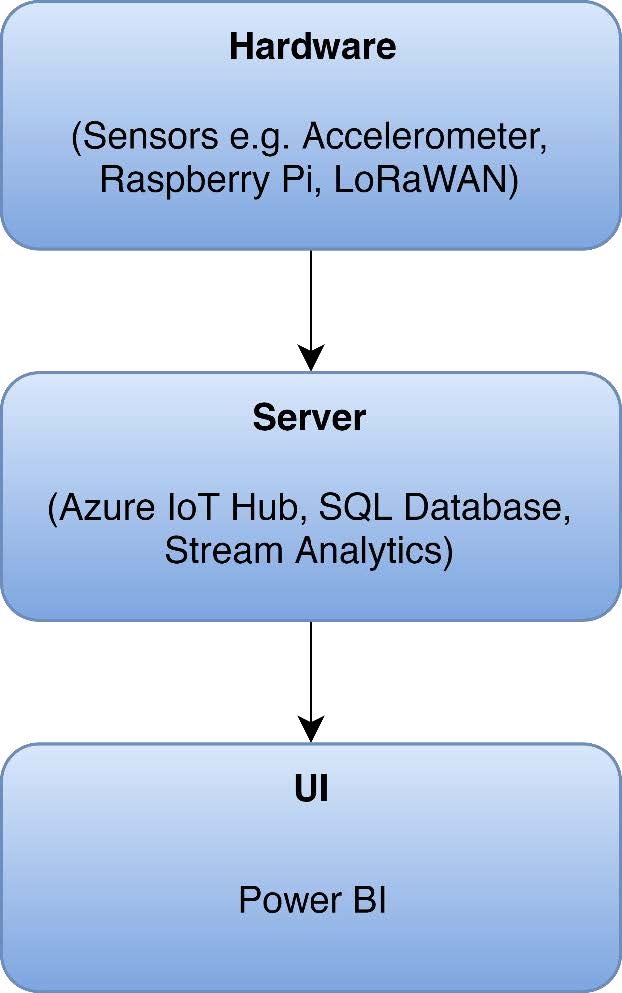 Hardware
(Sensors e.g. Accelerometer,
Raspberry Pi, LoRaWAN)
Server
(Azure IoT Hub, SQL Database,
Stream Analytics)
UI
Power BI